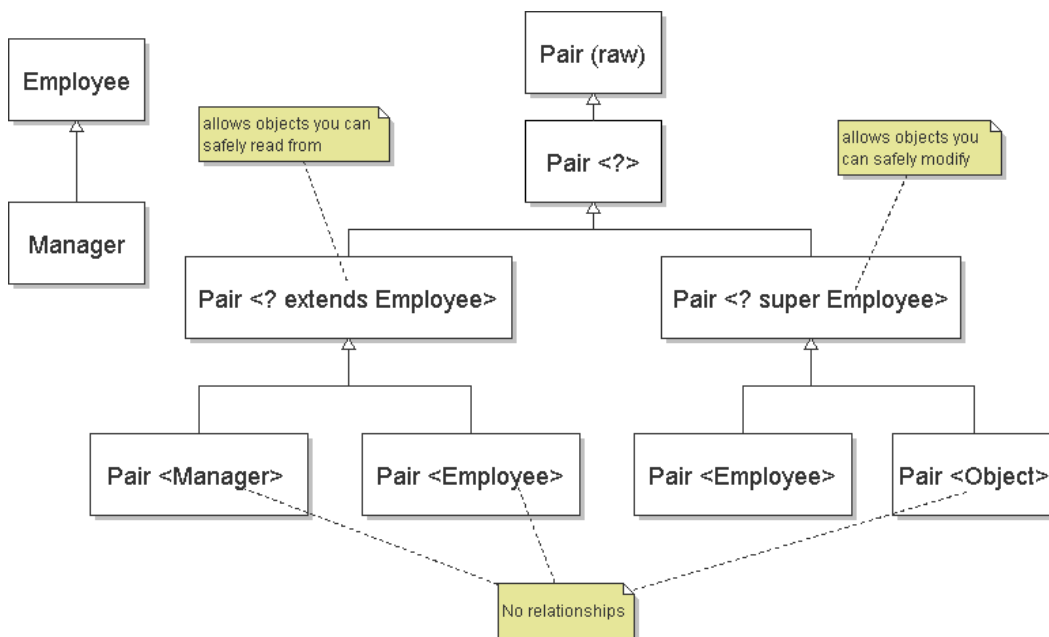 Pair (raw)
Employee
allows objects you can
safely read from
allows objects you
can safely modify
Pair <?>
Manager
Pair <? extends Employee>
Pair <? super Employee>
Pair <Manager>
Pair <Employee>
Pair <Employee>
Pair <Object>
No relationships